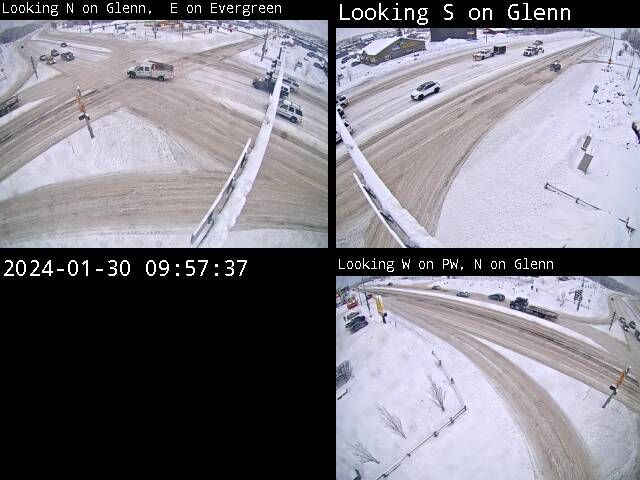 Looking N on Glenn,  E on Evergreen
Looking S on Glenn
2024-01-30 09:57:37
Looking W on PW, N on Glenn